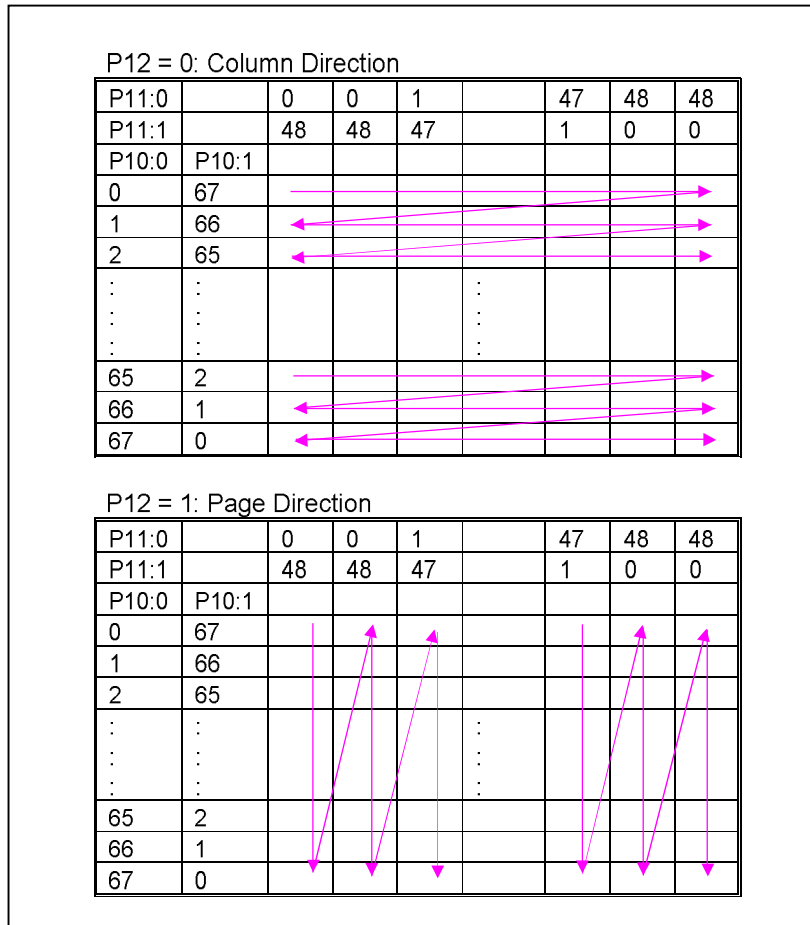 P12 = 0: Column Direction
P11:0 0 0 1 47 48 48
P11:1 48 48 47 1 0 0
P10:0 P10:1
0 67
1 66
2 65
: : :
: : :
: : :
65 2
66 1
67 0
P12 = 1: Page Direction
P11:0 0 0 1 47 48 48
P11:1 48 48 47 1 0 0
P10:0 P10:1
0 67
1 66
2 65
: : :
: : :
: : :
65 2
66 1
67 0